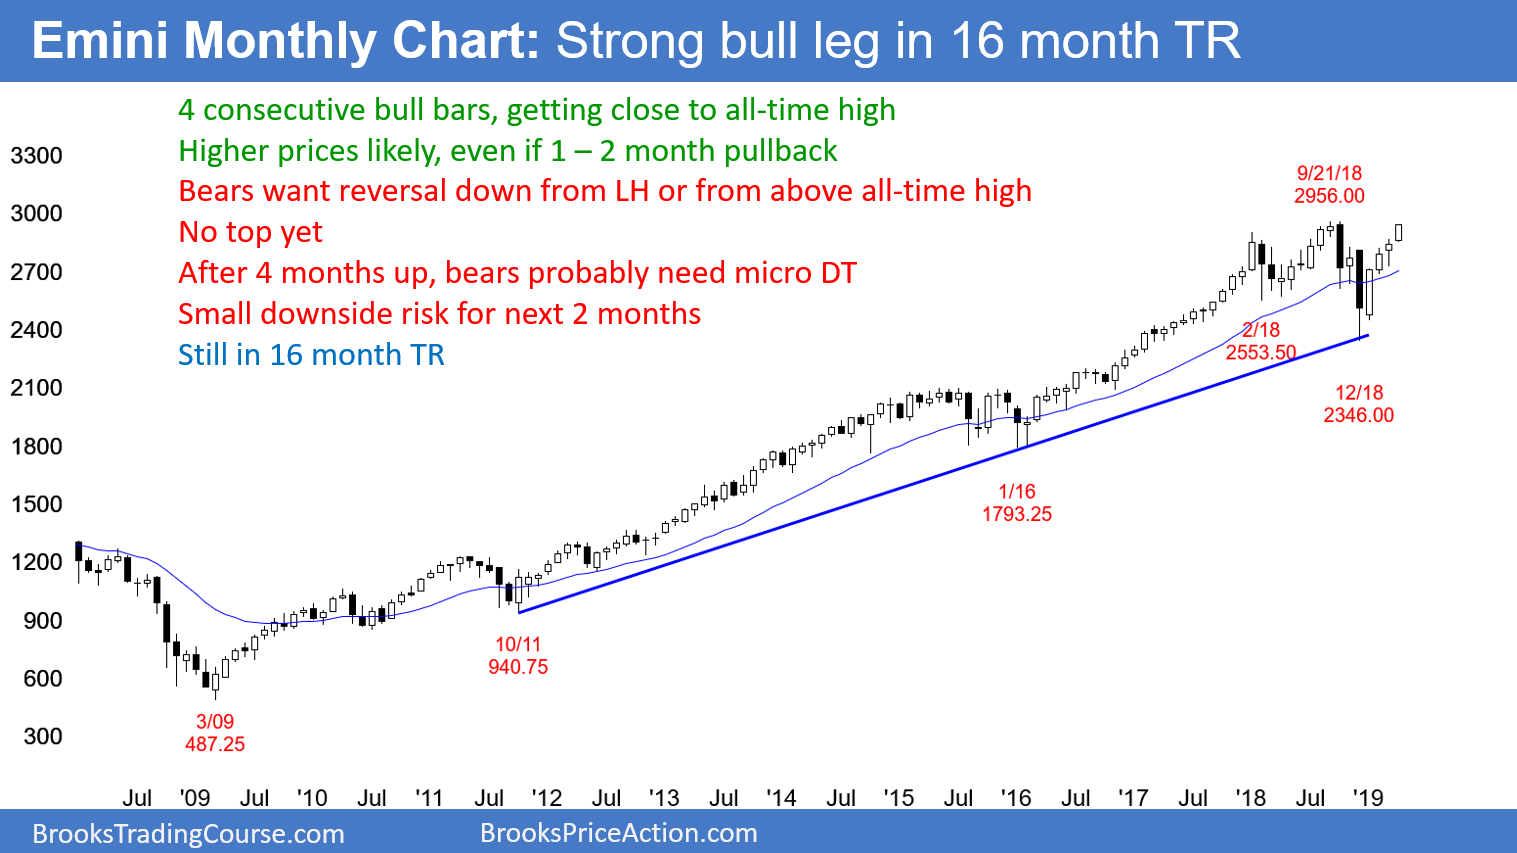 Emini Monthly Chart: Strong bull leg in 16 month TR
4 consecutive bull bars, getting close to all-time high
Higher prices likely, even if 1 – 2 month pullback
Bears want reversal down from LH or from above all-time high
No top yet
After 4 months up, bears probably need micro DT
Small downside risk for next 2 months
Still in 16 month TR
3300
3000
2700
2400
2100
1800
1500
1200
900
600
300
9/21/18
2956.00
2/18
2553.50
12/18
2346.00
1/16
1793.25
10/11
940.75
3/09
487.25
Jul '09 Jul '10 Jul '11 Jul '12 Jul '13 Jul '14 Jul '15 Jul '16 Jul '17 Jul '18 Jul '19
BrooksTradingCourse.com BrooksPriceAction.com